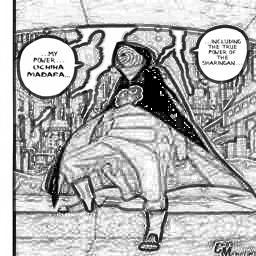 ...MY
POWER...
UCHIHA
MADARA...
...INCLUDING
THE TRUE
POWER OF
THE
SHARINGAN...